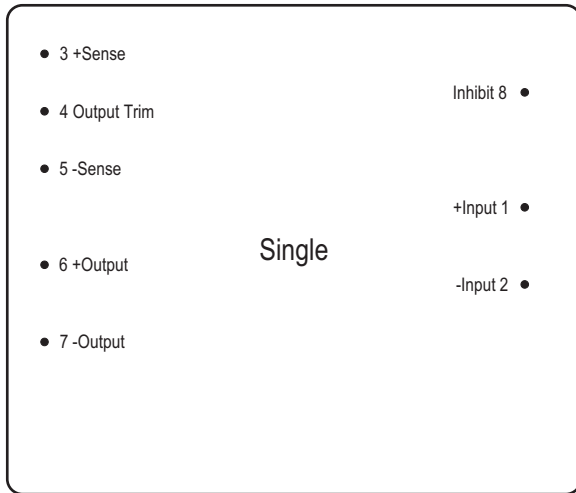 3 +Sense
Inhibit 8
4 Output Trim
5 -Sense
+Input 1
Single
6 +Output
-Input 2
7 -Output